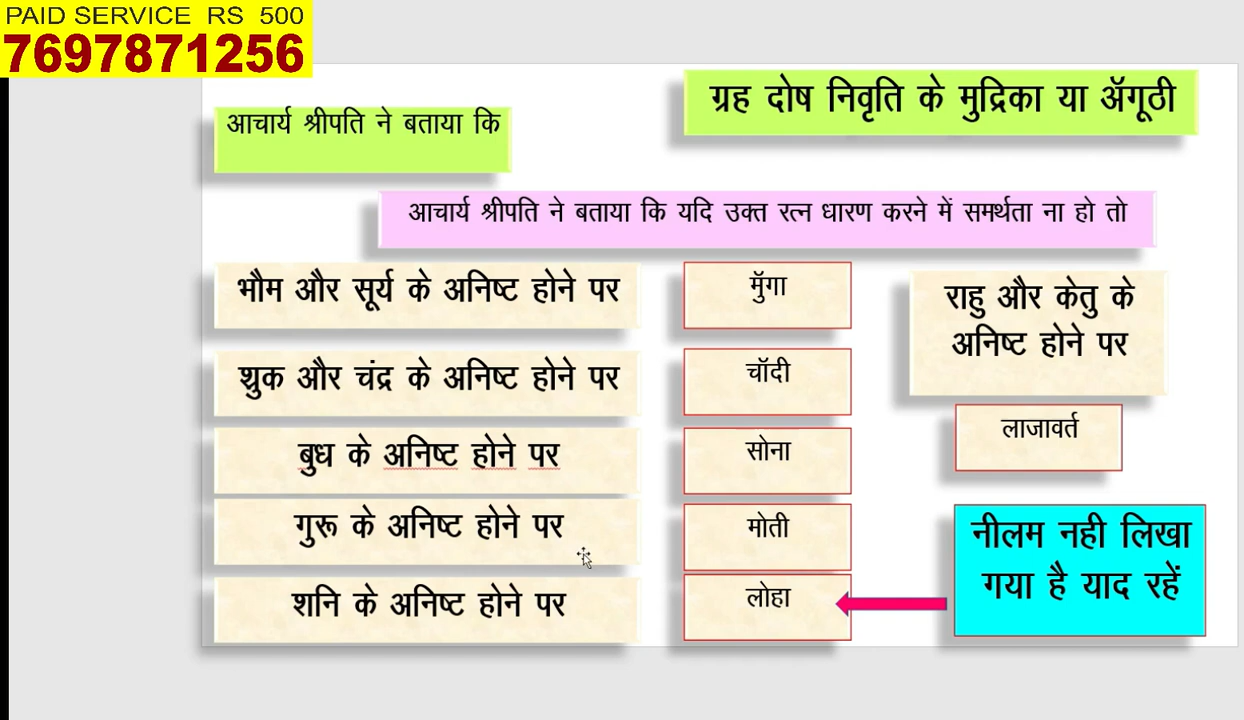 PAID SERVICE RS 500
7697871256
ग्रह दोष निवृति के मुद्रिका या ॲगूठी
आचार्य श्रीपति ने बताया कि
आचार्य श्रीपति ने बताया कि यदि उक्त रत्न धारण करने में समर्थता ना हो तो
भौम और सूर्य के अनिष्ट होने पर
मुॅगा
राहु और केतु के
अनिष्ट होने पर
श्रुक और चंद्र के अनिष्ट होने पर
चॉदी
लाजावर्त
बुध के अनिष्ट होने पर
सोना
गुरू के अनिष्ट होने पर
मोती
नीलम नही लिखा
गया है याद रहें
शनि के अनिष्ट होने पर
लोहा